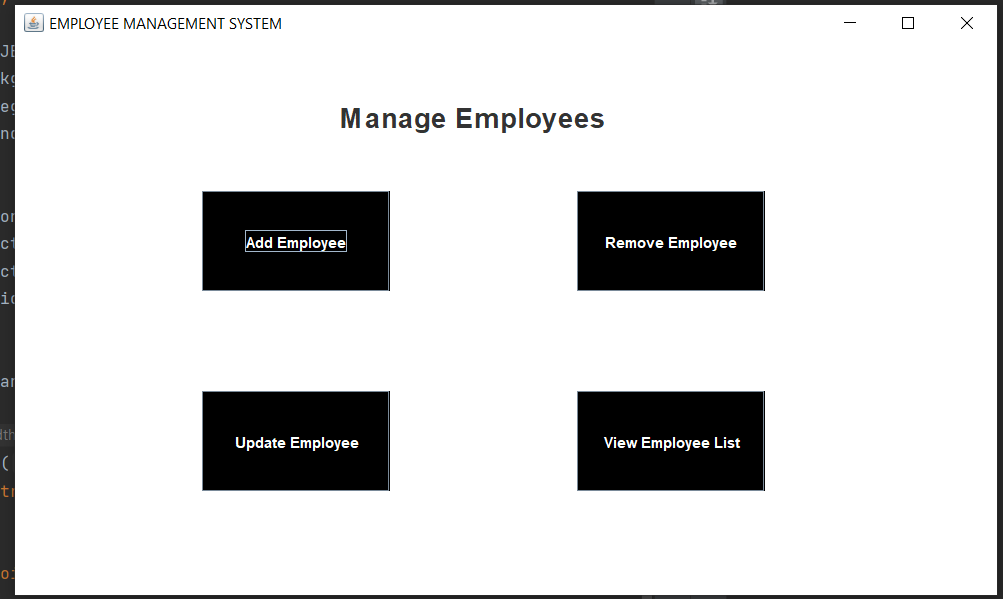 EMPLOYEE MANAGEMENT SYSTEM
Manage Employees
Add Employee
Remove Employee
Update Employee
View Employee List